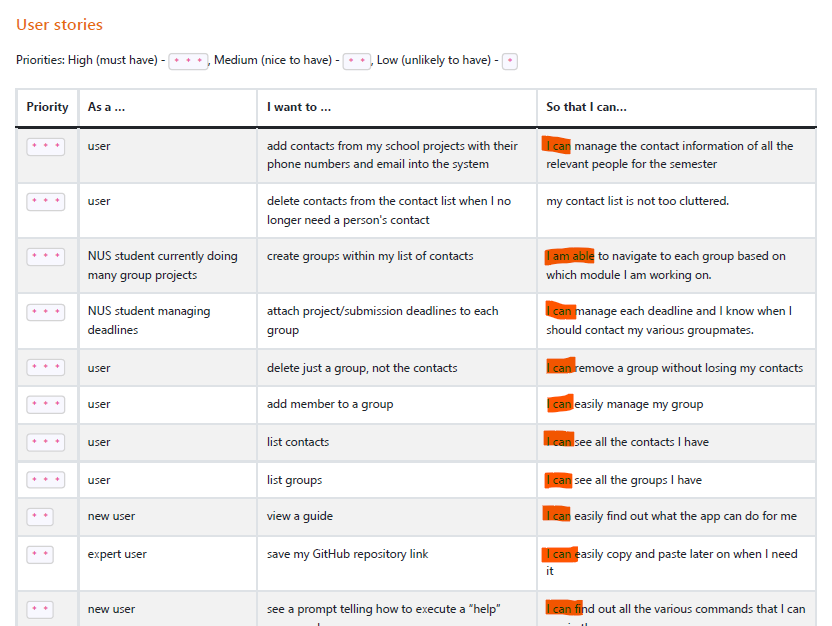 User stories
Priorities: High (must have) - * * *, Medium (nice to have) - * *, Low (unlikely to have) - *
Priority As a ... I want to ... So that I can...
* * * user add contacts from my school projects with their I can manage the contact information of all the
phone numbers and email into the system relevant people for the semester
* * * user delete contacts from the contact list when I no my contact list is not too cluttered.
longer need a person's contact
* * * NUS student currently doing create groups within my list of contacts I am able to navigate to each group based on
many group projects which module I am working on.
* * * NUS student managing attach project/submission deadlines to each I can manage each deadline and I know when I
deadlines group should contact my various groupmates.
* * * user delete just a group, not the contacts I can remove a group without losing my contacts
* * * user add member to a group I can easily manage my group
* * * user list contacts I can see all the contacts I have
* * * user list groups I can see all the groups I have
* * new user view a guide I can easily find out what the app can do for me
* * expert user save my GitHub repository link I can easily copy and paste later on when I need
it
* * new user see a prompt telling how to execute a “help” I can find out all the various commands that I can